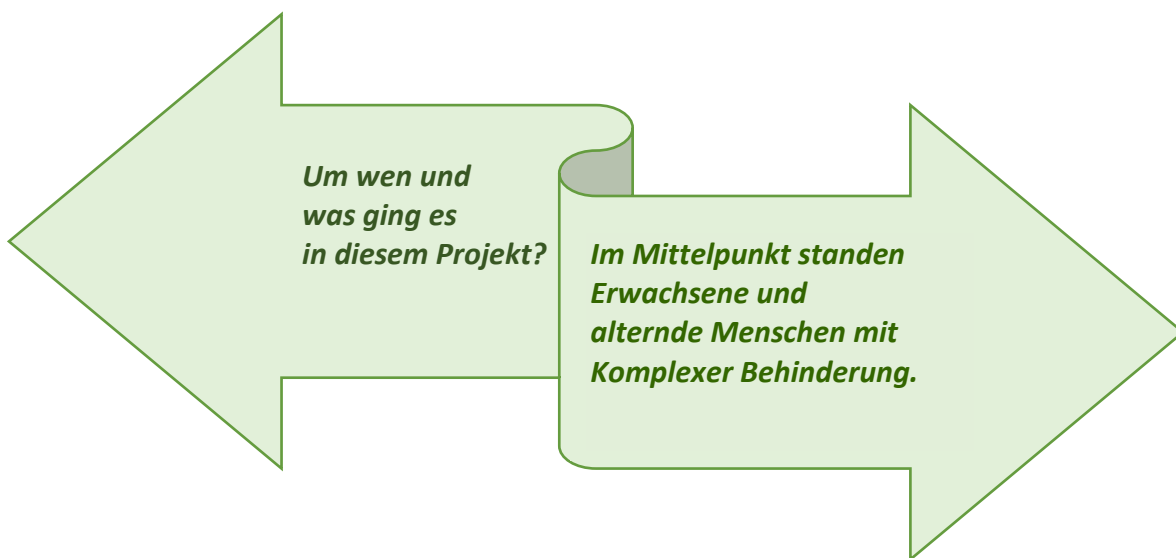 Um wen und
was ging es
in diesem Projekt?
Im Mittelpunkt standen
Erwachsene und
alternde Menschen mit
Komplexer Behinderung.